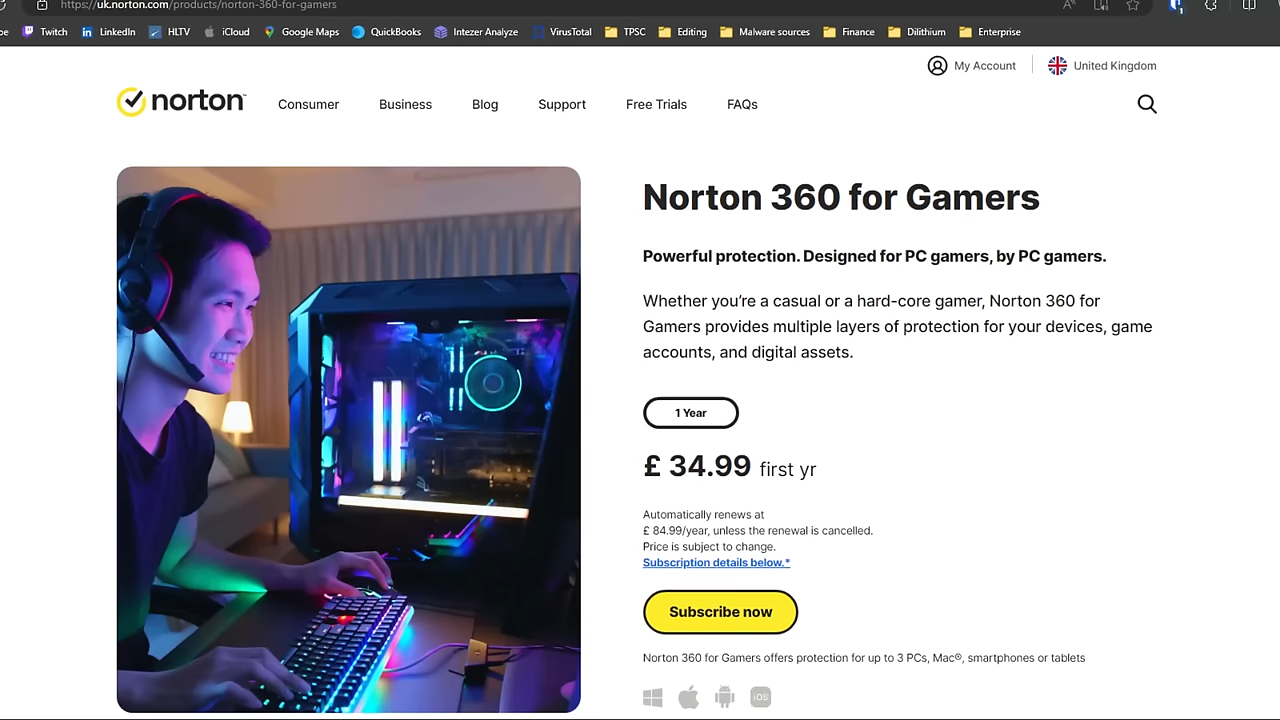 https://uk.norton.com/products/norton-360-for-gamers
Twitch LinkedIn HLTV iCloud Google Maps QuickBooks Intezer Analyze VirusTotal TPSC Editing Malware sources Finance Dilithium Enterprise
My Account United Kingdom
norton Consumer Business Blog Support Free Trials FAQs
Norton 360 for Gamers
Powerful protection. Designed for PC gamers, by PC gamers.
Whether you’re a casual or a hard-core gamer, Norton 360 for
Gamers provides multiple layers of protection for your devices, game
accounts, and digital assets.
1 Year
£ 34.99 first yr
Automatically renews at
£ 84.99/year, unless the renewal is cancelled.
Price is subject to change.
Subscription details below.*
Subscribe now
Norton 360 for Gamers offers protection for up to 3 PCs, Mac®, smartphones or tablets
iOS